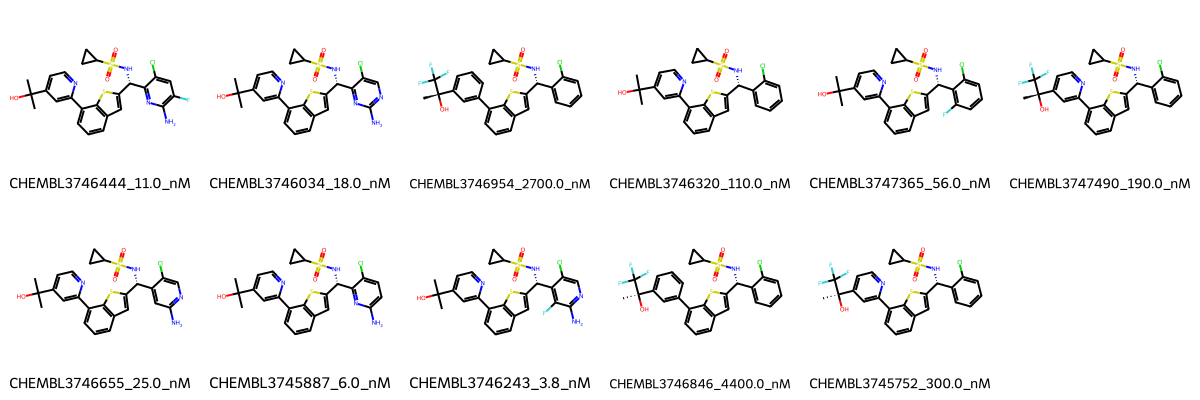 CHEMBL3746444_11.0_nM
CHEMBL3746034_18.0_nM
CHEMBL3746954_2700.0_nM
CHEMBL3746320_110.0_nM
CHEMBL3747365_56.0_nM
CHEMBL3747490_190.0_nM
CHEMBL3746655_25.0_nM
CHEMBL3745887_6.0_nM
CHEMBL3746243_3.8_nM
CHEMBL3746846_4400.0_nM
CHEMBL3745752_300.0_nM